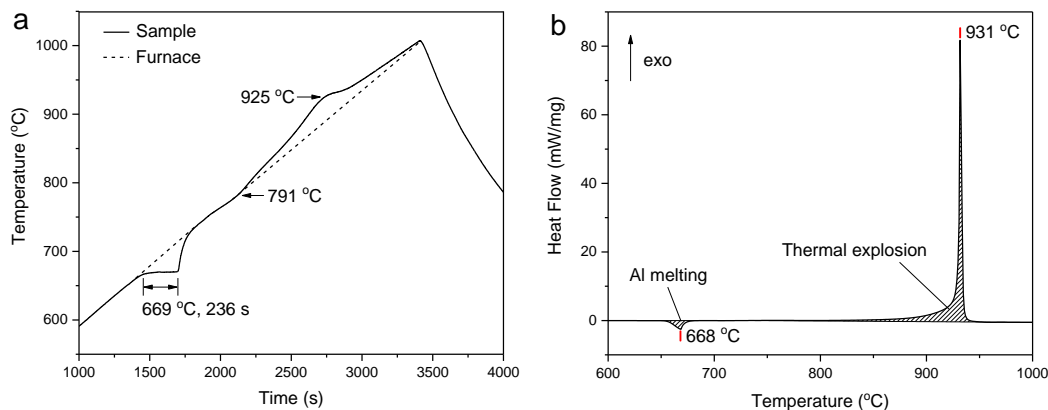 a
Sample
Furnace
1000
900
800
700
600
Temperature (°C)
925 °C
791 °C
669 °C, 236 s
1000 1500 2000 2500 3000 3500 4000
Time (s)
b
931 °C
exo
80
60
40
20
0
Heat Flow (mW/mg)
Thermal explosion
Al melting
668 °C
600 700 800 900 1000
Temperature (°C)